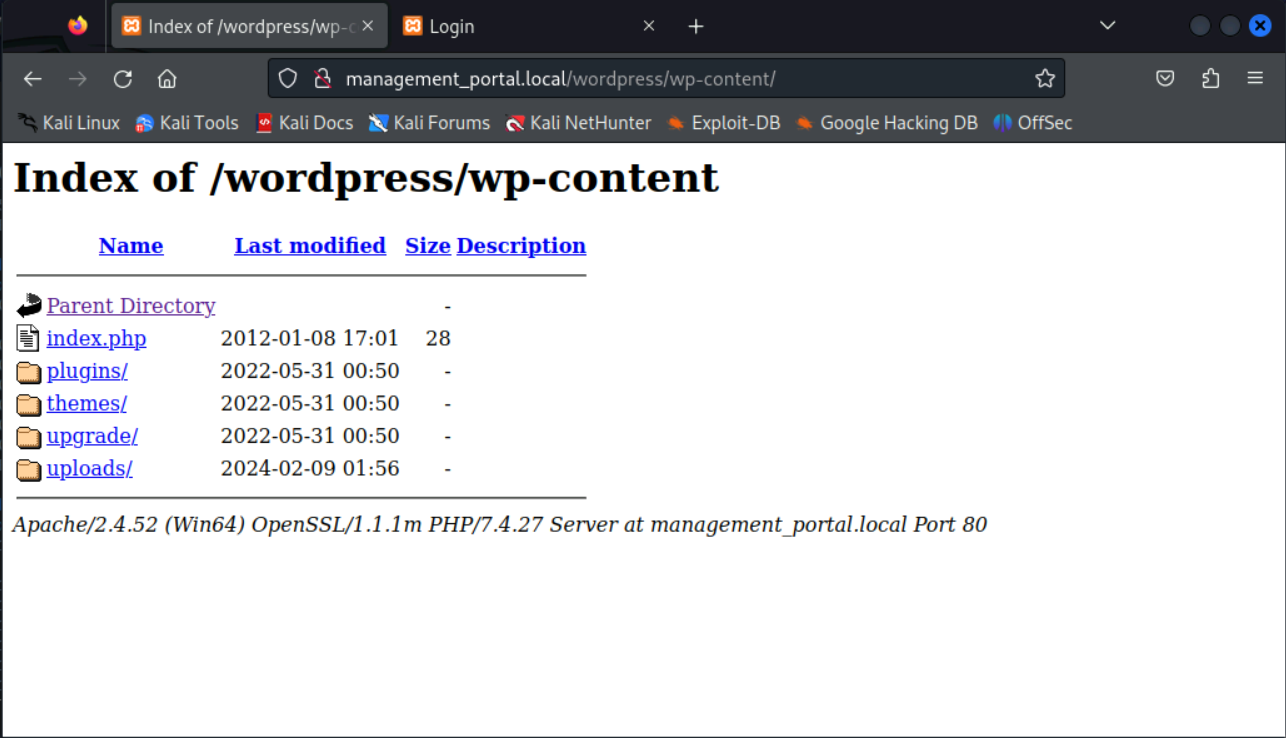 Index of /wordpress/wp-c
Login
management_portal.local/wordpress/wp-content/
Kali Linux Kali Tools Kali Docs Kali Forums Kali NetHunter Exploit-DB Google Hacking DB OffSec
Index of /wordpress/wp-content
Name Last modified Size Description
Parent Directory -
index.php 2012-01-08 17:01 28
plugins/ 2022-05-31 00:50 -
themes/ 2022-05-31 00:50 -
upgrade/ 2022-05-31 00:50 -
uploads/ 2024-02-09 01:56 -
Apache/2.4.52 (Win64) OpenSSL/1.1.1m PHP/7.4.27 Server at management_portal.local Port 80